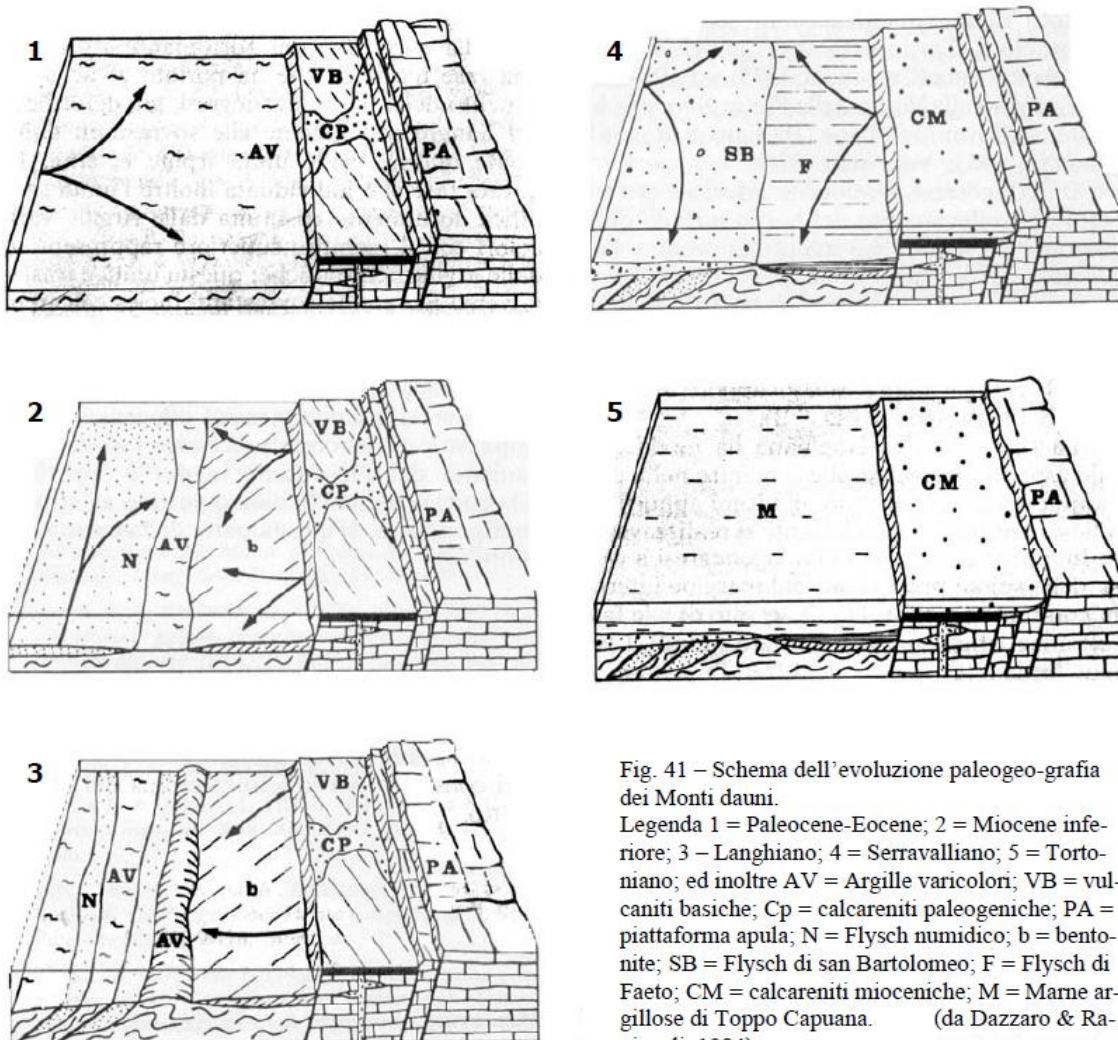 1
VB
CP
AV
PA
2
VB
CP
PA
N
AV
b
3
VB
CP
PA
AV
N
b
AV
4
PA
CM
SB
F
5
CM
PA
M
Fig. 41 – Schema dell'evoluzione paleogeo-grafia
dei Monti dauni.
Legenda 1 = Paleocene-Eocene; 2 = Miocene infe-
riore; 3 – Langhiano; 4 = Serravalliano; 5 = Torto-
niano; ed inoltre AV = Argille varicolori; VB = vul-
caniti basiche; Cp = calcareniti paleogeniche; PA =
piattaforma apula; N = Flysch numidico; b = bento-
nite; SB = Flysch di san Bartolomeo; F = Flysch di
Faeto; CM = calcareniti mioceniche; M = Marne ar-
gillose di Toppo Capuana. (da Dazzaro & Ra-